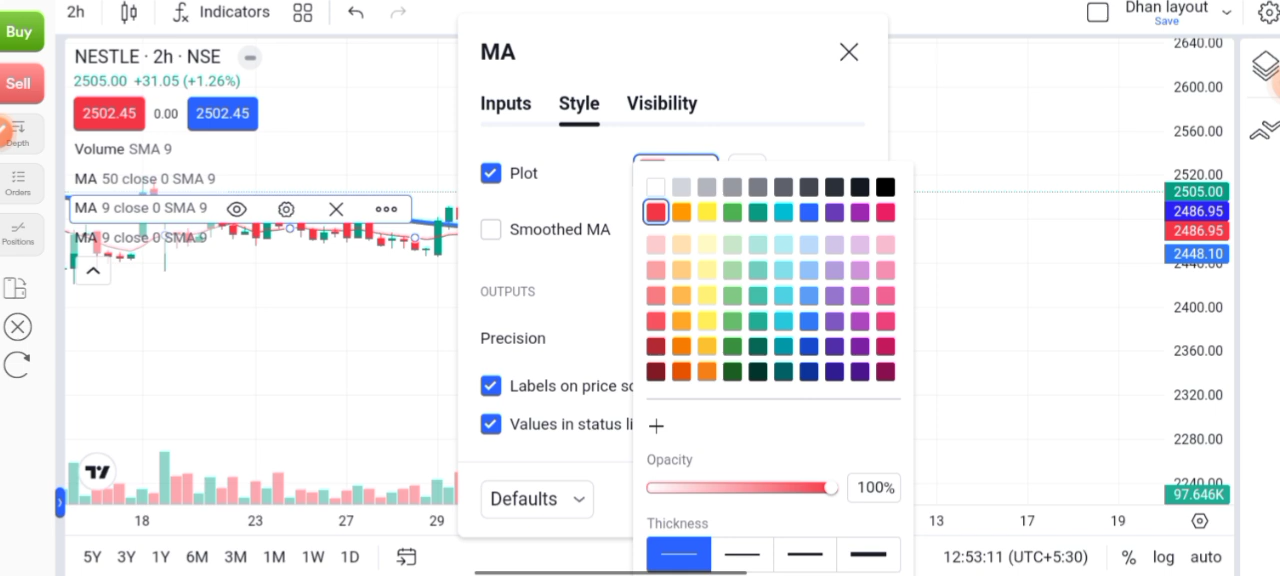 2h
Indicators
Dhan layout
Save
Buy
Sell
Depth
Orders
Positions
NESTLE · 2h · NSE
2505.00 +31.05 (+1.26%)
2502.45 0.00 2502.45
Volume SMA 9
MA 50 close 0 SMA 9
MA 9 close 0 SMA 9
MA 9 close 0 SMA 9
MA
Inputs Style Visibility
Plot
Smoothed MA
OUTPUTS
Precision
Labels on price sc
Values in status li
Defaults
Opacity
100%
Thickness
2640.00
2600.00
2560.00
2520.00
2505.00
2486.95
2486.95
2448.10
2440.00
2400.00
2360.00
2320.00
2280.00
2240.00
97.646K
18 23 27 29 13 17 19
5Y 3Y 1Y 6M 3M 1M 1W 1D
12:53:11 (UTC+5:30) % log auto